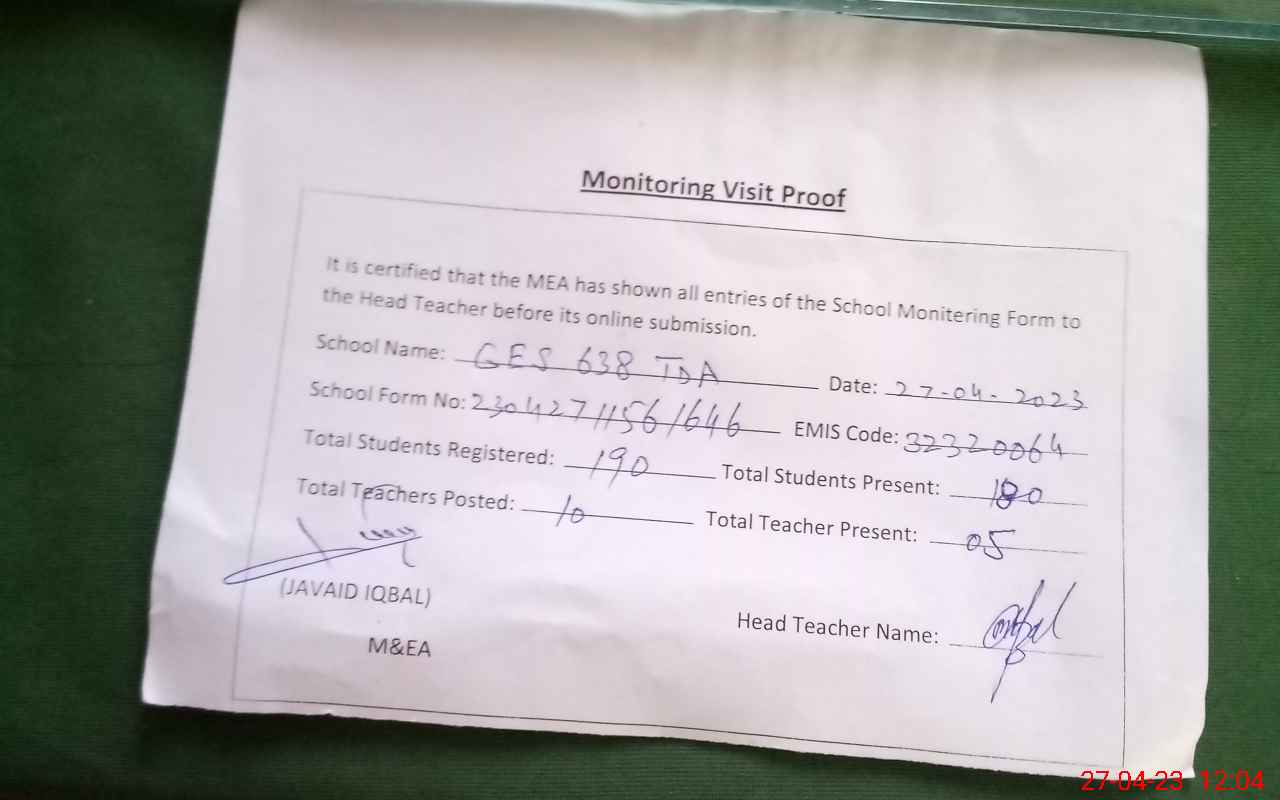 Monitoring Visit Proof
It is certified that the MEA has shown all entries of the School Monitering Form to
the Head Teacher before its online submission.
School Name: GES 638 TDA Date: 27-04-2023
School Form No: 23042711561646 EMIS Code: 32320064
Total Students Registered: 190 Total Students Present: 180
Total Teachers Posted: 10 Total Teacher Present: 05
(JAVAID IQBAL)
Head Teacher Name:
M&EA
27-04-23 12:04